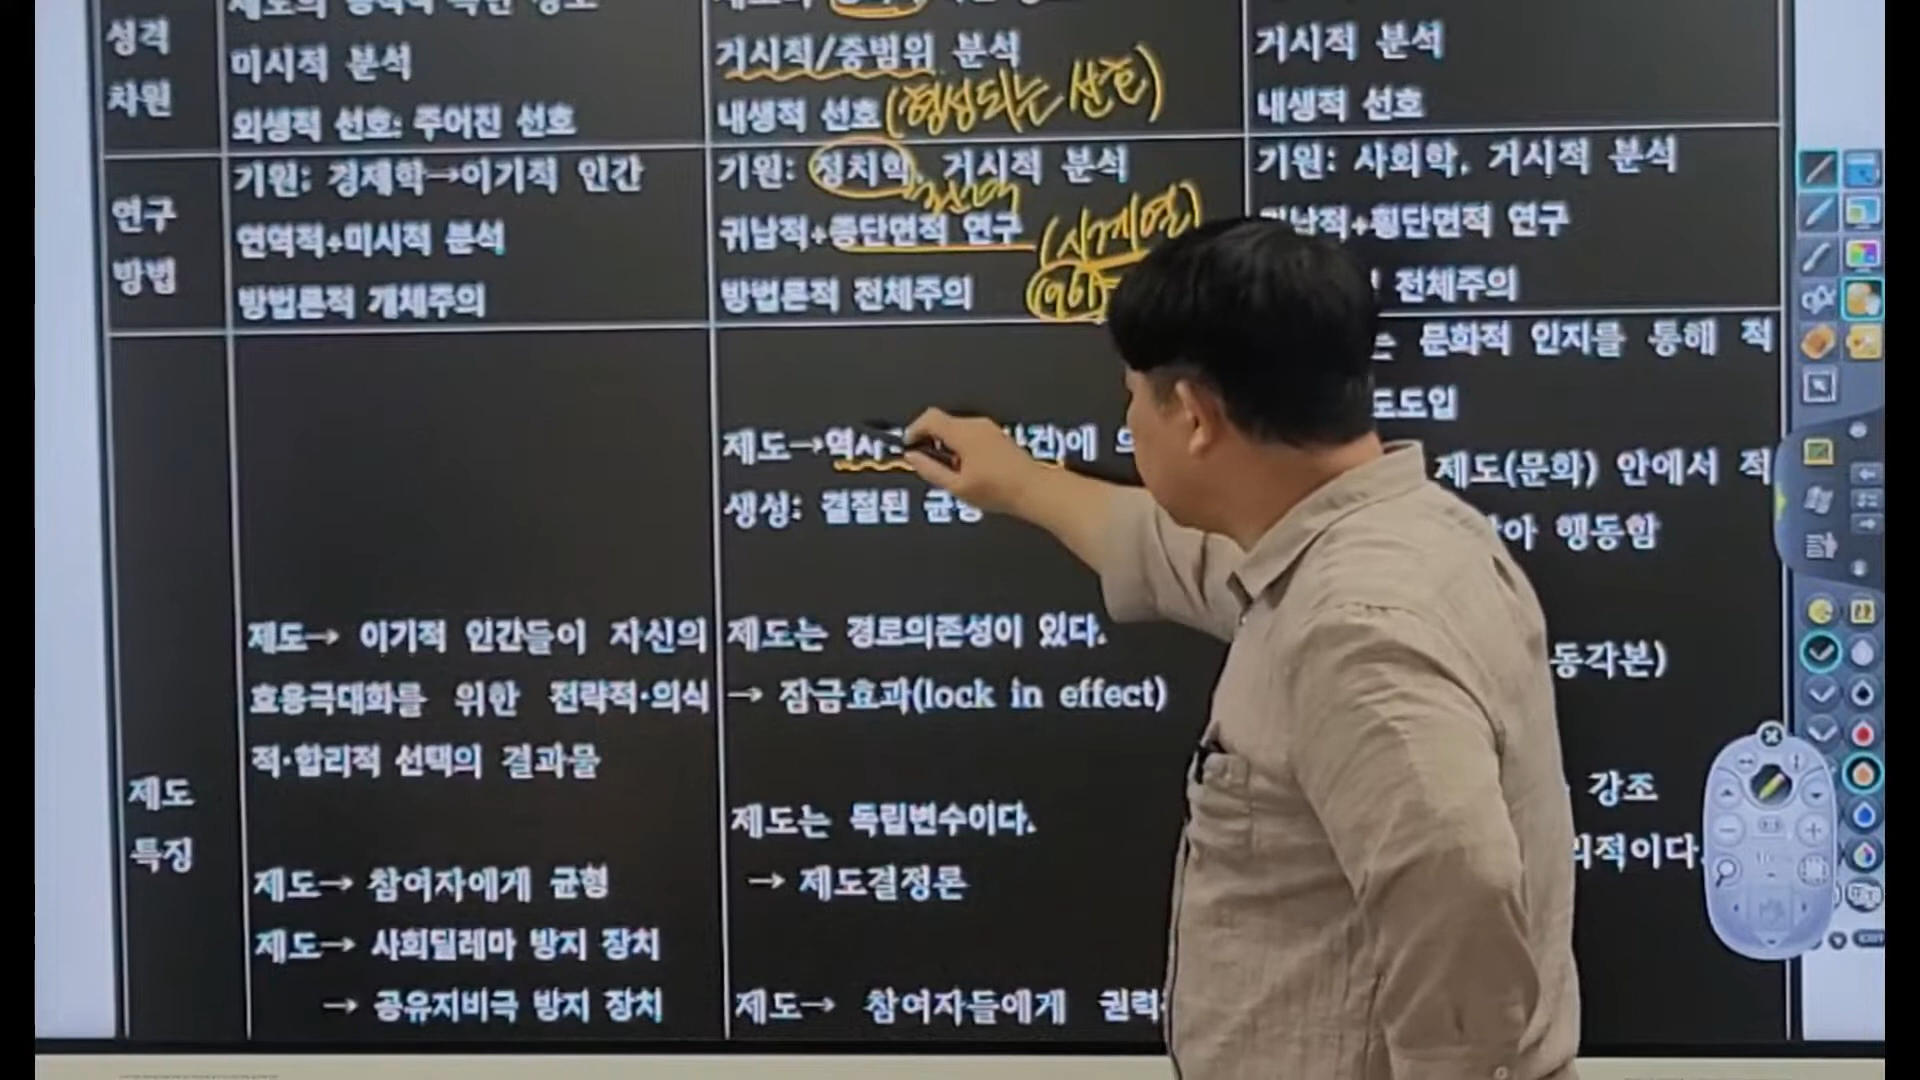 성격
차원
미시적 분석
외생적 선호: 주어진 선호
거시적/중범위 분석
내생적 선호 (형성되는 선호)
거시적 분석
내생적 선호
연구
방법
기원: 경제학→이기적 인간
연역적+미시적 분석
방법론적 개체주의
기원: 정치학, 거시적 분석
귀납적+종단면적 연구 (시계열)
방법론적 전체주의
기원: 사회학, 거시적 분석
귀납적+횡단면적 연구
전체주의
제도
특징
제도→ 이기적 인간들이 자신의
효용극대화를 위한 전략적·의식
적·합리적 선택의 결과물
제도→ 참여자에게 균형
제도→ 사회딜레마 방지 장치
→ 공유지비극 방지 장치
제도→역사
생성: 결절된 균형
제도는 경로의존성이 있다.
→ 잠금효과(lock in effect)
제도는 독립변수이다.
→ 제도결정론
제도→ 참여자들에게 권력
는 문화적 인지를 통해 적
도도입
제도(문화) 안에서 적
행동함
동각본)
강조
리적이다.